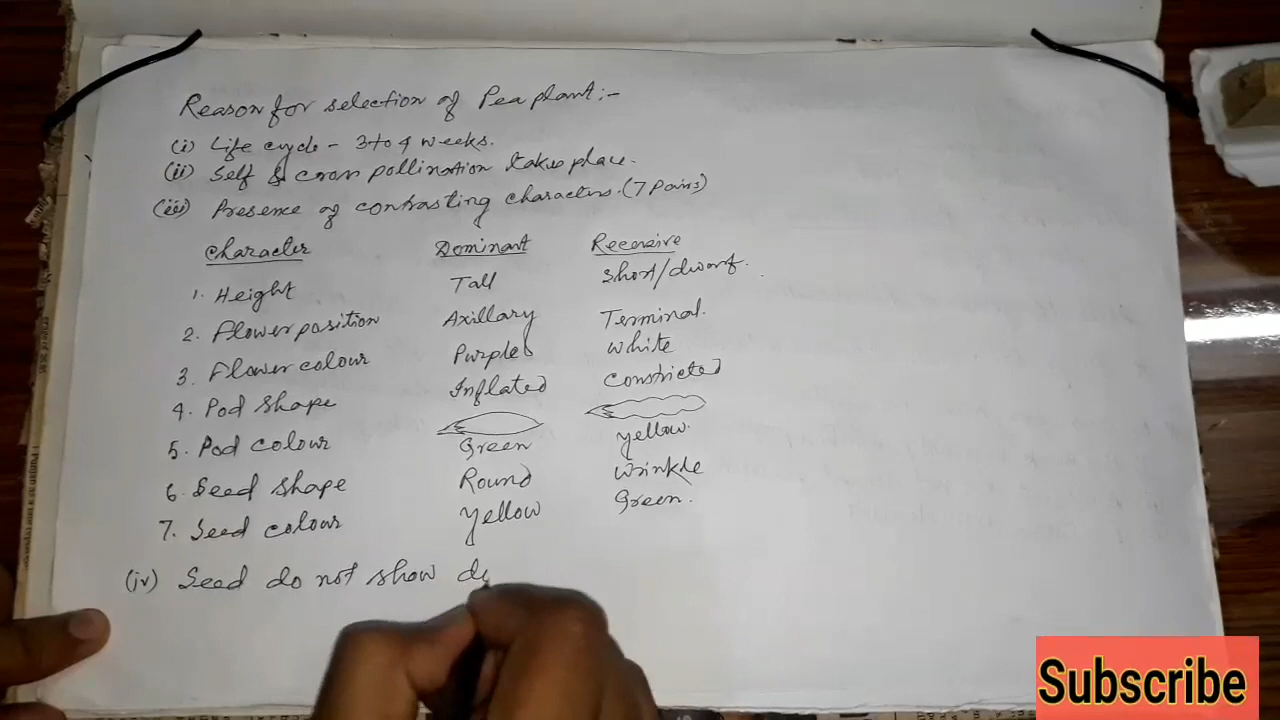 Reason for selection of Pea plant:-
(i) Life cycle - 3 to 4 weeks.
(ii) Self & cross pollination takes place.
(iii) Presence of contrasting characters. (7 Pairs)
Character Dominant Recessive
1. Height Tall Short/dwarf.
2. Flower position Axillary Terminal.
3. Flower colour Purple White
4. Pod shape Inflated Constricted
5. Pod colour Green Yellow.
6. Seed shape Round Wrinkle
7. Seed colour Yellow Green.
(iv) Seed do not show
Subscribe